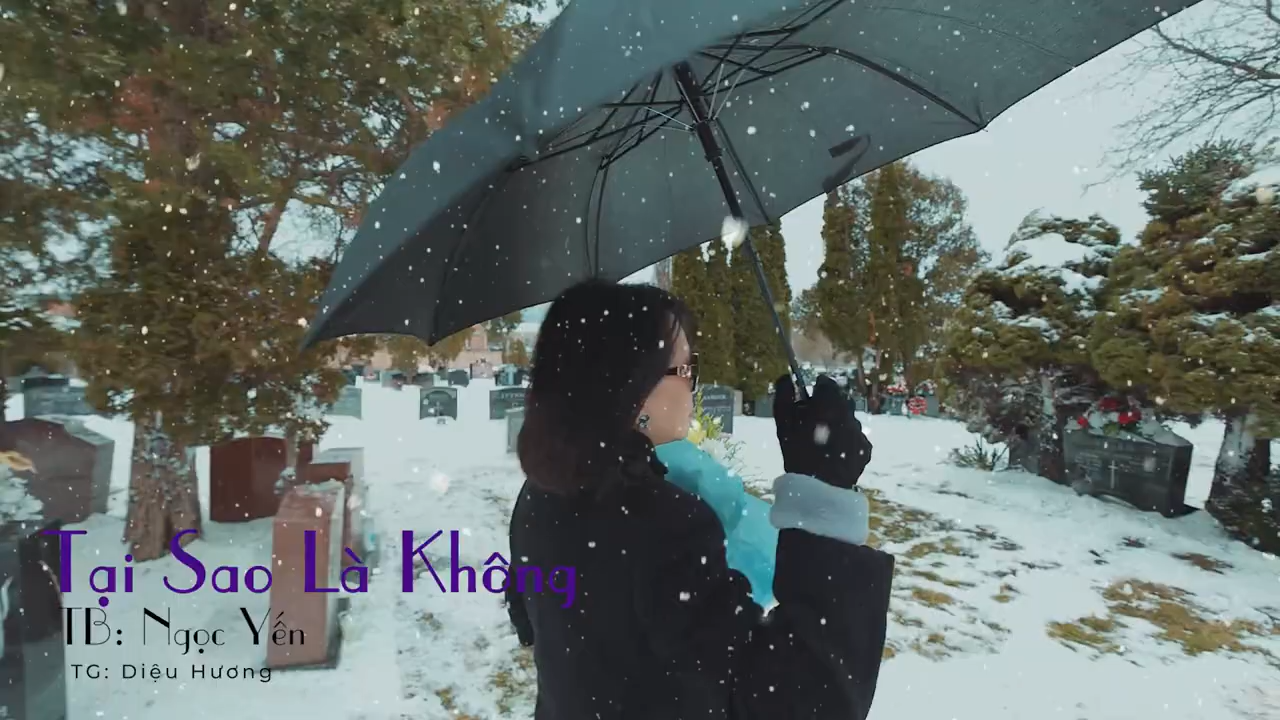 Tại Sao Là Không
TB: Ngọc Yến
TG: Diệu Hương